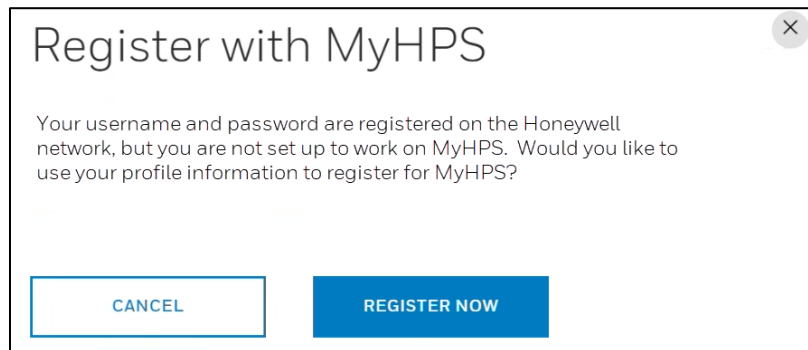 Register with MyHPS
Your username and password are registered on the Honeywell
network, but you are not set up to work on MyHPS.  Would you like to
use your profile information to register for MyHPS?
CANCEL
REGISTER NOW